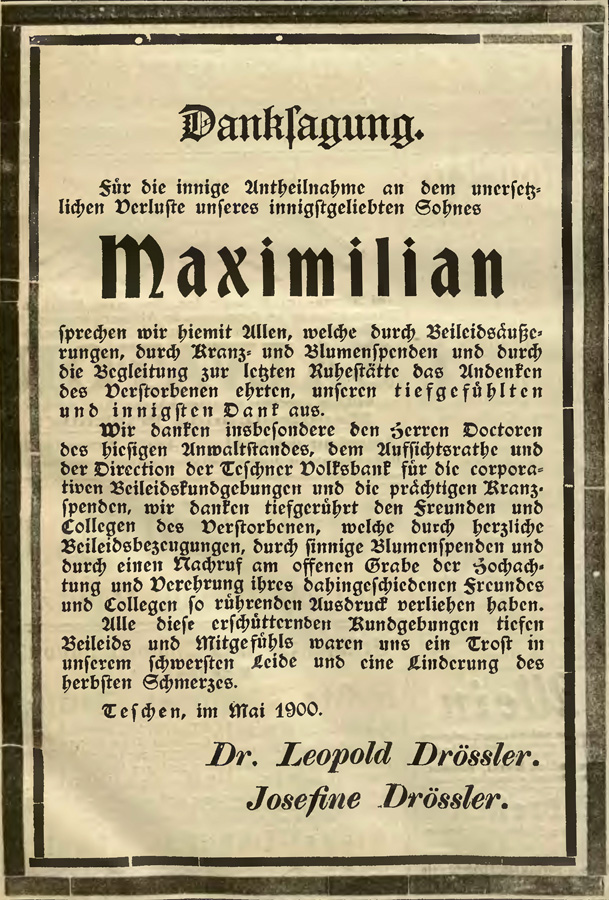 Danksagung.
Für die innige Antheilnahme an dem unersetz-
lichen Verluste unseres innigstgeliebten Sohnes
Maximilian
sprechen wir hiemit Allen, welche durch Beileidsäuße-
rungen, durch Kranz- und Blumenspenden und durch
die Begleitung zur letzten Ruhestätte das Andenken
des Verstorbenen ehrten, unseren tiefgefühlten
und innigsten Dank aus.
Wir danken insbesondere den Herren Doctoren
des hiesigen Anwaltstandes, dem Aufsichtsrathe und
der Direction der Teschner Volksbank für die corpora-
tiven Beileidskundgebungen und die prächtigen Kranz-
spenden, wir danken tiefgerührt den Freunden und
Collegen des Verstorbenen, welche durch herzliche
Beileidsbezeugungen, durch sinnige Blumenspenden und
durch einen Nachruf am offenen Grabe der Hochach-
tung und Verehrung ihres dahingeschiedenen Freundes
und Collegen so rührenden Ausdruck verliehen haben.
Alle diese erschütternden Kundgebungen tiefen
Beileids und Mitgefühls waren uns ein Trost in
unserem schwersten Leide und eine Linderung des
herbsten Schmerzes.
Teschen, im Mai 1900.
Dr. Leopold Drössler.
Josefine Drössler.